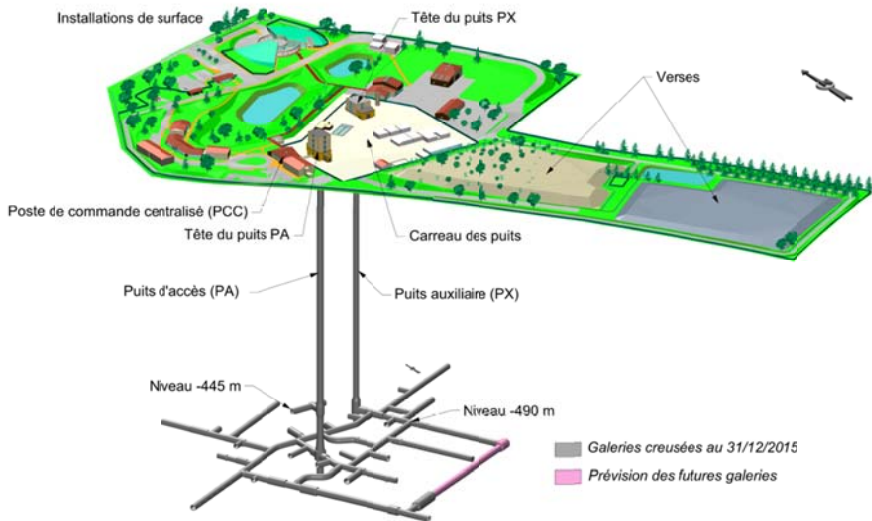 Installations de surface
Tête du puits PX
Verses
Poste de commande centralisé (PCC)
Tête du puits PA
Carreau des puits
Puits d'accès (PA)
Puits auxiliaire (PX)
Niveau -445 m
Niveau -490 m
Galeries creusées au 31/12/2015
Prévision des futures galeries